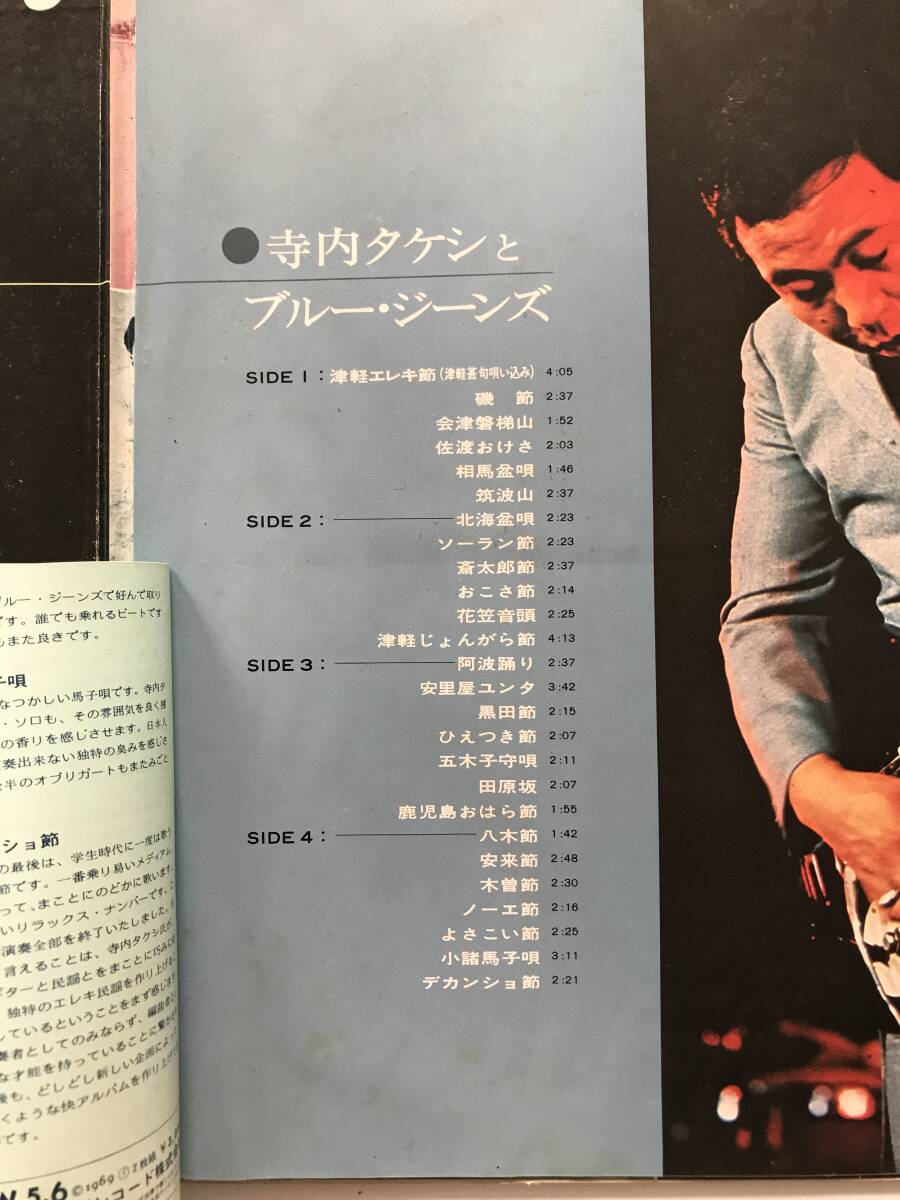 ●寺内タケシと
ブルー・ジーンズ
SIDE 1 : 津軽エレキ節(津軽甚句唄い込み) 4:05
磯 節 2:37
会津磐梯山 1:52
佐渡おけさ 2:03
相馬盆唄 1:46
筑波山 2:37
SIDE 2 : 北海盆唄 2:23
ソーラン節 2:23
斎太郎節 2:37
おこさ節 2:14
花笠音頭 2:25
津軽じょんがら節 4:13
SIDE 3 : 阿波踊り 2:37
安里屋ユンタ 3:42
黒田節 2:15
ひえつき節 2:07
五木子守唄 2:11
田原坂 2:07
鹿児島おはら節 1:55
SIDE 4 : 八木節 1:42
安来節 2:48
木曽節 2:30
ノーエ節 2:16
よさこい節 2:25
小諸馬子唄 3:11
デカンショ節 2:21
ブルー・ジーンズで好んで取り
です。誰でも乗れるビートです
もまた良きです。
子唄
なつかしい馬子唄です。寺内タ
・ソロも、その雰囲気を良く捕
の香りを感じさせます。日本人
奏出来ない独特の臭みを感じさ
後半のオブリガートもまたみごと
ショ節
の最後は、学生時代に一度は歌う
節です。一番乗り易いメディアム・
って、まことにのどかに歌います。
いリラックス・ナンバーです。こ
演奏全部を終了いたしました。
言えることは、寺内タケシ氏が、
ギターと民謡とをまことに巧みに
独特のエレキ民謡を作り上げる
しているということをまず感じます
奏者としてのみならず、編曲者と
な才能を持っていることに驚か
後も、どしどし新しい企画によっ
くような快アルバムを作り上げ
です。
5.6 ©1969 ℗ 2枚組 ¥3
レコード株式